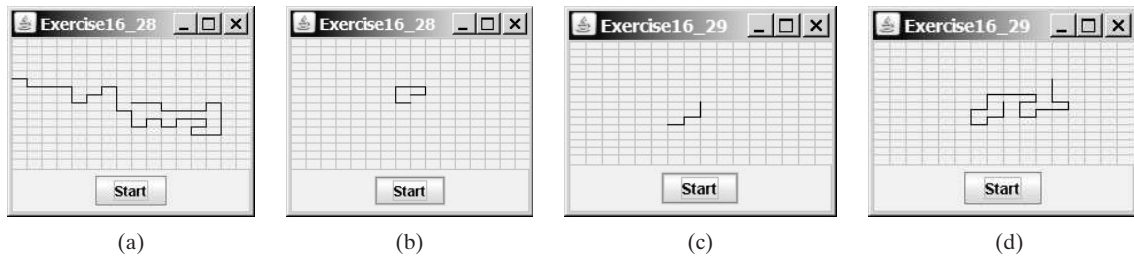 Exercise16_28
Exercise16_28
Exercise16_29
Exercise16_29
Start
Start
Start
Start
(a)
(b)
(c)
(d)